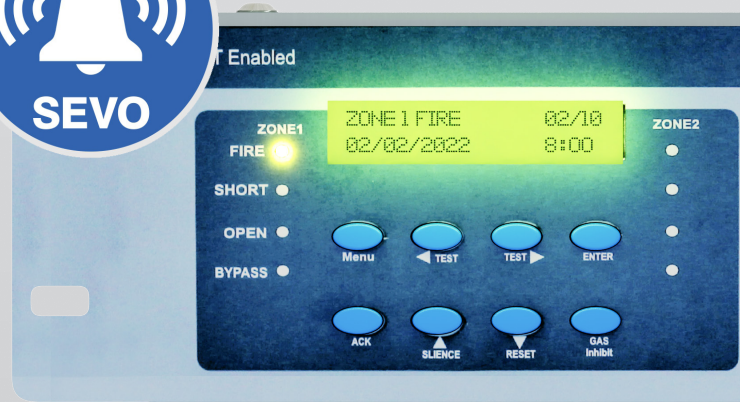 T Enabled
SEVO
ZONE 1 FIRE 02/10
02/02/2022 8:00
ZONE1
ZONE2
FIRE
SHORT
OPEN
BYPASS
Menu
TEST
TEST
ENTER
ACK
SLIENCE
RESET
GAS
Inhibit